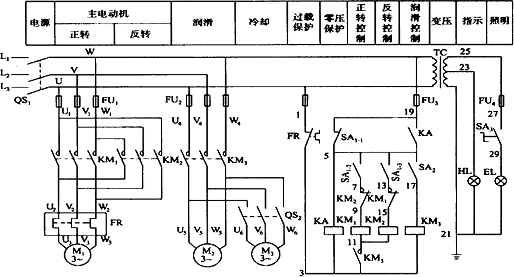 电源 主电动机 润滑 冷却 过载保护 零压保护 正转控制 反转控制 润滑控制 变压 指示 照明
正转 反转
L₁ W TC 25
L₂ V 23
L₃ U
QS₁ FU₁ FU₂ FU₃ FU₄
U₁ V₁ W₁ U₄ V₄ W₄ 1 19 27
FR SA₁₋₁ KA SA₃
KM₁ KM₂ KM₃ 5 29
SA₁₋₂ SA₁₋₃ SA₂
7 13 17 HL EL
KM₂ KM₁
U₂ V₂ W₂ QS₂ 9 15
FR KA KM₁ KM₂ KM₃ 21
U₃ V₃ W₃ U₅ V₅ W₅ U₆ V₆ W₆ 11
M₁ 3~ M₂ 3~ M₃ 3~ KM₃
3